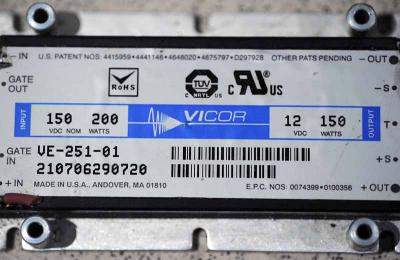 – IN U.S. PATENT NOS: 4415959 • 4441146 • 4648020 • 4675797 • D297928 OTHER PATS PENDING – OUT
GATE OUT
RoHS
TÜV
C NRTL US
C UL US
– S
INPUT
150 200
VDC NOM WATTS
VICOR
12 150
VDC WATTS
OUTPUT
T
GATE IN
VE-251-01
+ S
210706290720
+ IN MADE IN U.S.A., ANDOVER, MA 01810 E.P.C. NOS: 0074399 • 0100356 + OUT